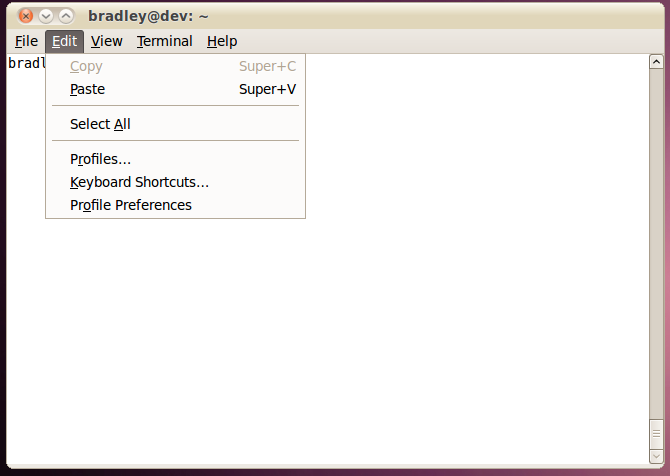 bradley@dev: ~
File Edit View Terminal Help
bradl
Copy Super+C
Paste Super+V
Select All
Profiles...
Keyboard Shortcuts...
Profile Preferences